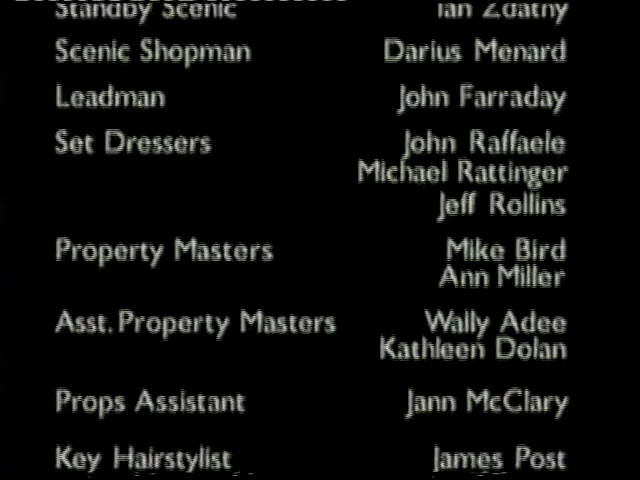 Standby Scenic Ian Zdatny
Scenic Shopman Darius Menard
Leadman John Farraday
Set Dressers John Raffaele
Michael Rattinger
Jeff Rollins
Property Masters Mike Bird
Ann Miller
Asst. Property Masters Wally Adee
Kathleen Dolan
Props Assistant Jann McClary
Key Hairstylist James Post